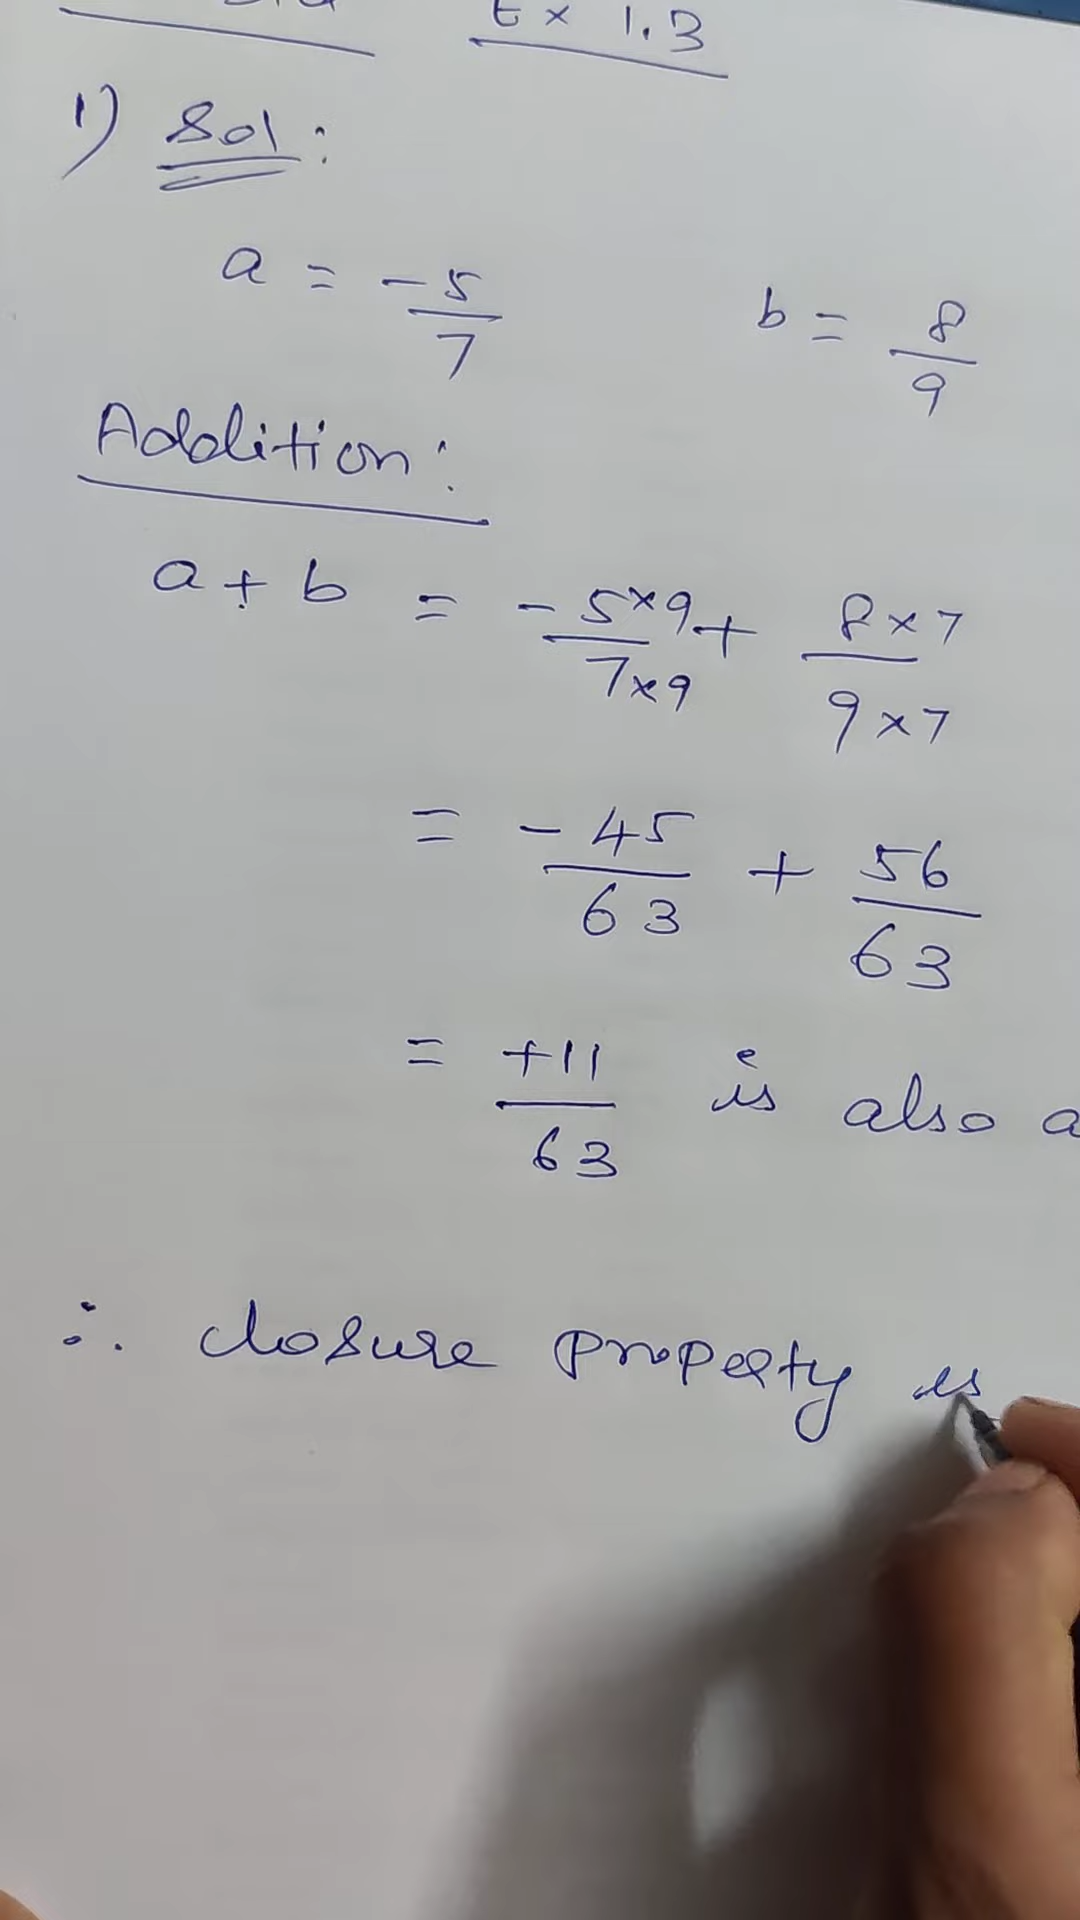 Ex 1.3
1) Sol:
a = -5/7 b = 8/9
Addition:
a + b = -5×9/7×9 + 8×7/9×7
= -45/63 + 56/63
= +11/63 is also a
∴ closure property is